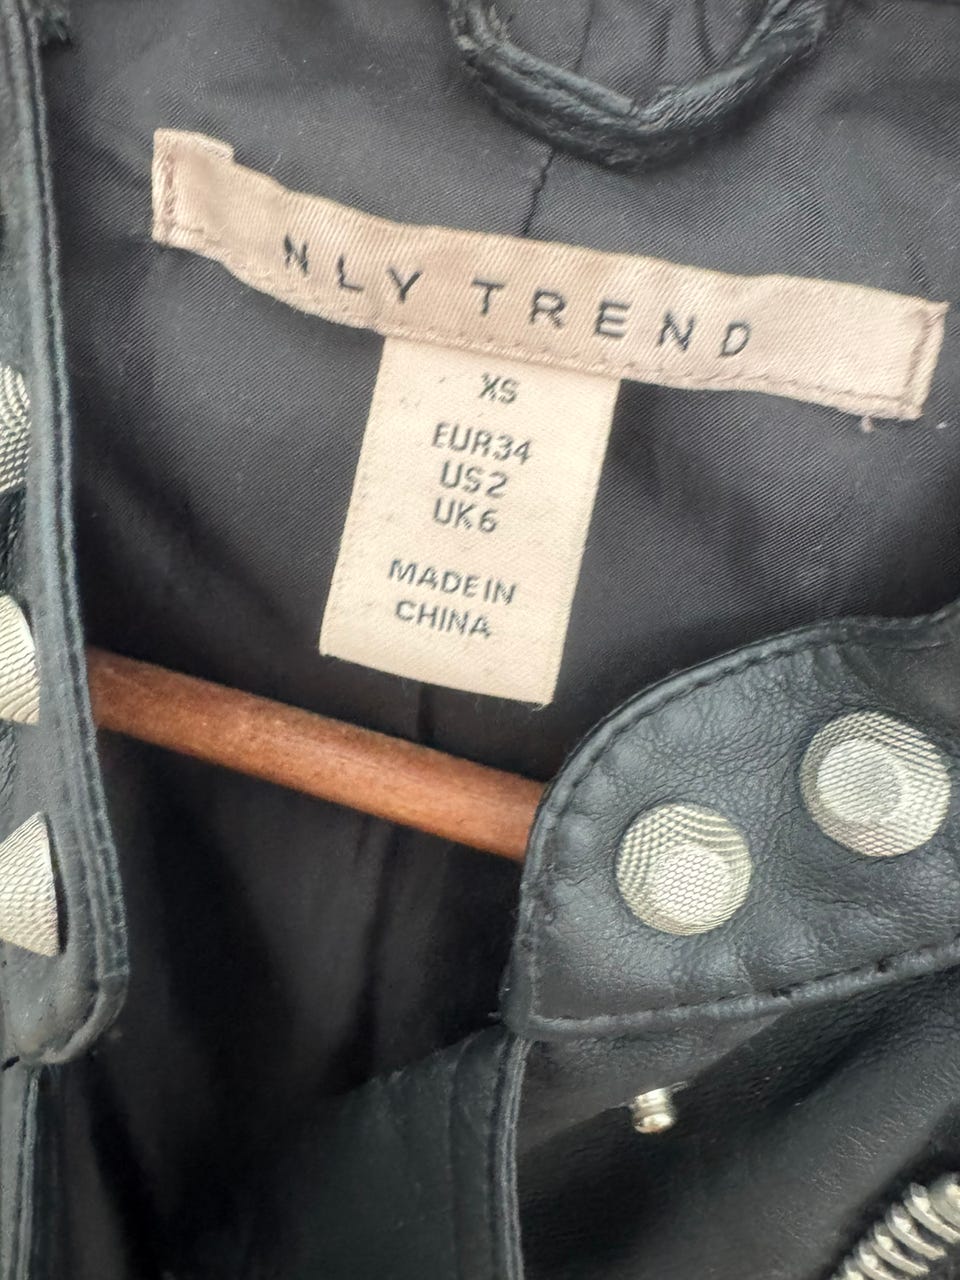 NLY TREND
XS
EUR34
US2
UK6
MADE IN
CHINA